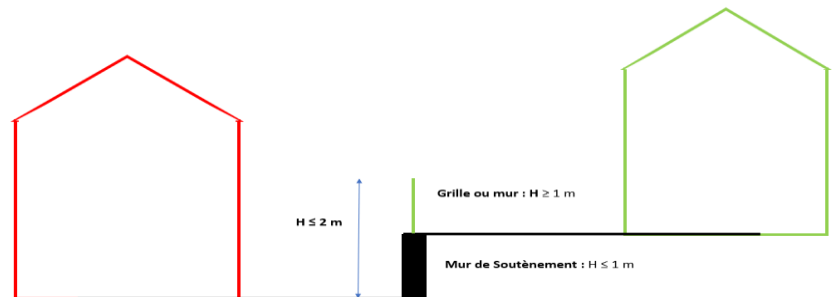 Grille ou mur : H ≥ 1 m
H ≤ 2 m
Mur de Soutènement : H ≤ 1 m